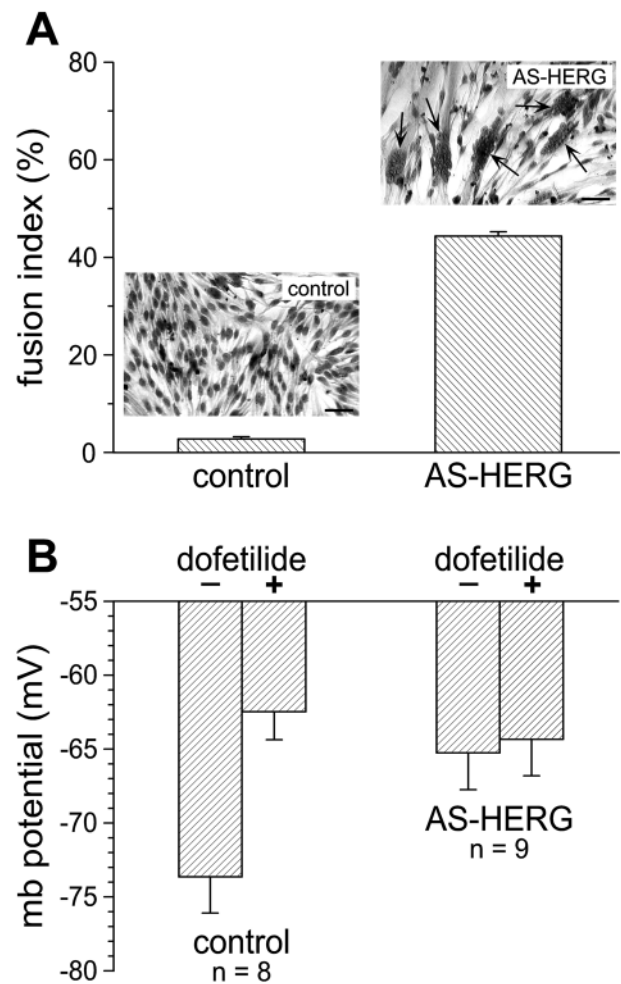 A
80
60
40
20
0
fusion index (%)
AS-HERG
control
control
AS-HERG
B
dofetilide
dofetilide
– +
– +
-55
-60
-65
-70
-75
-80
mb potential (mV)
AS-HERG
n = 9
control
n = 8